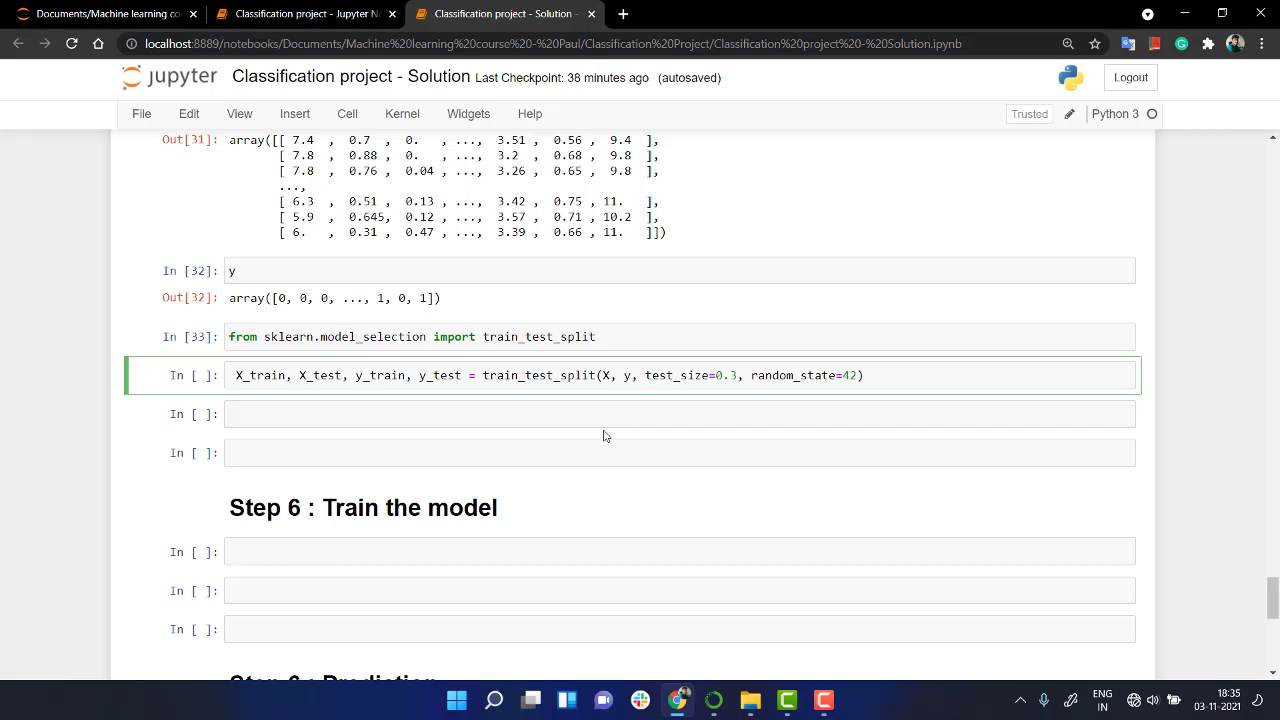 Documents/Machine learning co
Classification project - Jupyter N
Classification project - Solution -
localhost:8889/notebooks/Documents/Machine%20learning%20course%20-%20Paul/Classification%20Project/Classification%20project%20-%20Solution.ipynb
jupyter Classification project - Solution Last Checkpoint: 38 minutes ago (autosaved) Logout
File Edit View Insert Cell Kernel Widgets Help Trusted Python 3
Out[31]: array([[ 7.4 , 0.7 , 0. , ..., 3.51 , 0.56 , 9.4 ],
[ 7.8 , 0.88 , 0. , ..., 3.2 , 0.68 , 9.8 ],
[ 7.8 , 0.76 , 0.04 , ..., 3.26 , 0.65 , 9.8 ],
...,
[ 6.3 , 0.51 , 0.13 , ..., 3.42 , 0.75 , 11. ],
[ 5.9 , 0.645, 0.12 , ..., 3.57 , 0.71 , 10.2 ],
[ 6. , 0.31 , 0.47 , ..., 3.39 , 0.66 , 11. ]])
In [32]: y
Out[32]: array([0, 0, 0, ..., 1, 0, 1])
In [33]: from sklearn.model_selection import train_test_split
In [ ]: X_train, X_test, y_train, y_test = train_test_split(X, y, test_size=0.3, random_state=42)
In [ ]:
In [ ]:
Step 6 : Train the model
In [ ]:
In [ ]:
In [ ]:
Step 6 : Prediction
ENG
IN
18:35
03-11-2021